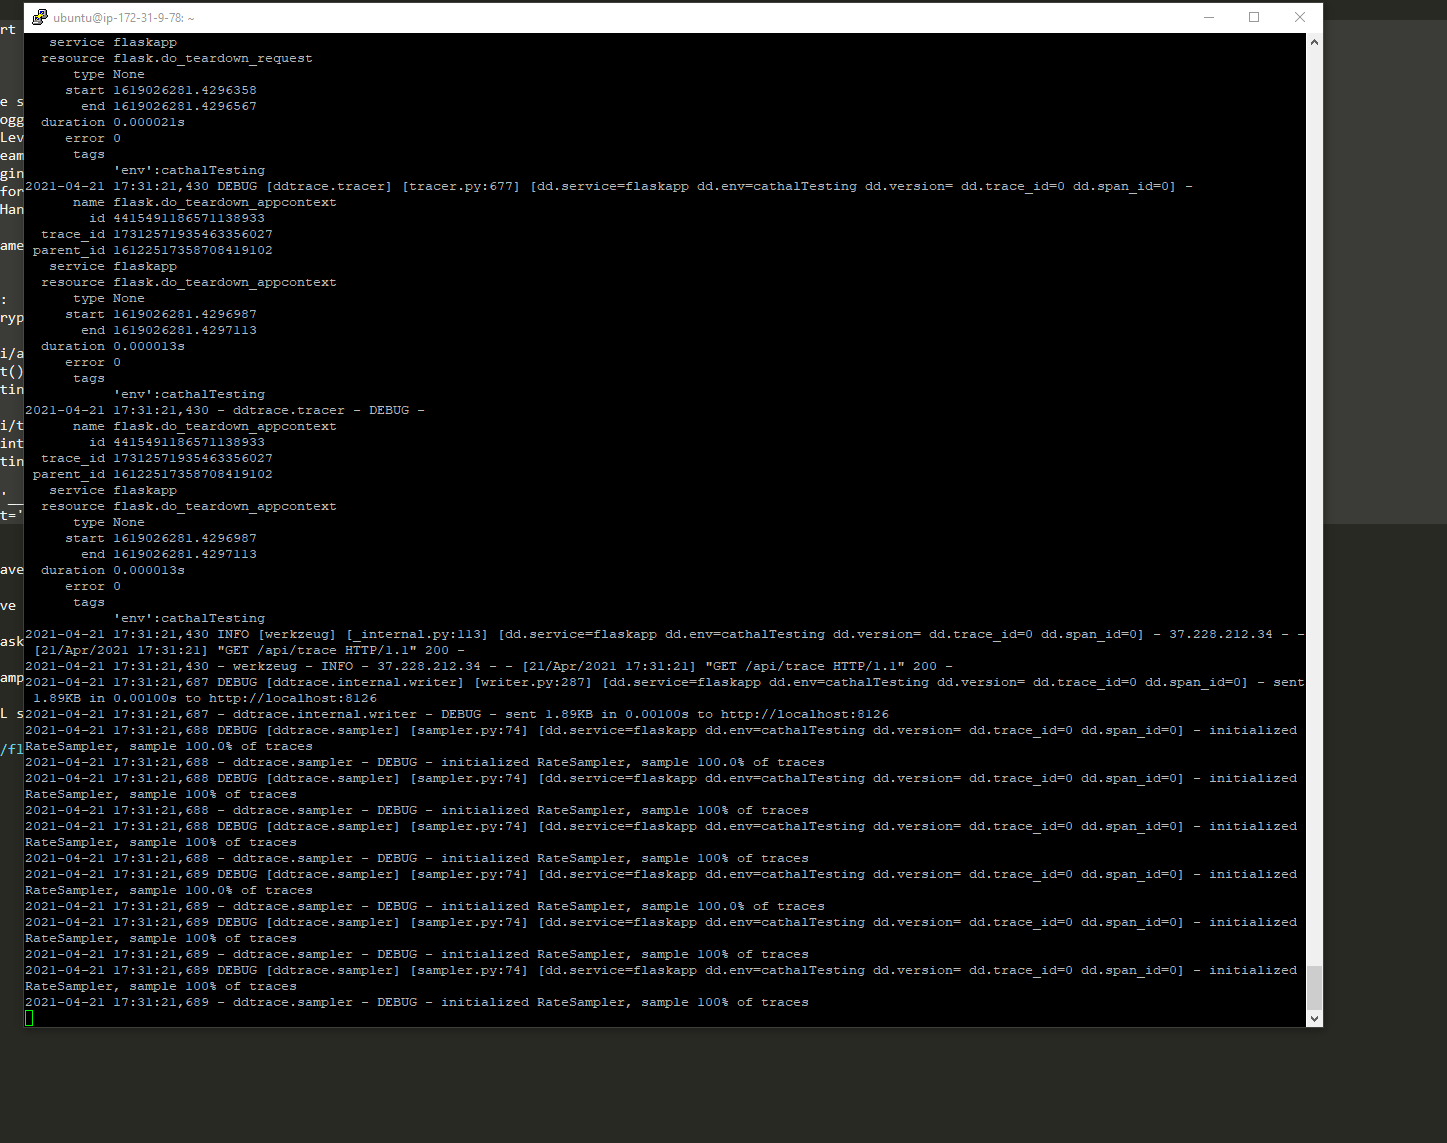 ubuntu@ip-172-31-9-78: ~
service flaskapp
resource flask.do_teardown_request
type None
start 1619026281.4296358
end 1619026281.4296567
duration 0.000021s
error 0
tags
'env':cathalTesting
2021-04-21 17:31:21,430 DEBUG [ddtrace.tracer] [tracer.py:677] [dd.service=flaskapp dd.env=cathalTesting dd.version= dd.trace_id=0 dd.span_id=0] -
name flask.do_teardown_appcontext
id 4415491186571138933
trace_id 17312571935463356027
parent_id 16122517358708419102
service flaskapp
resource flask.do_teardown_appcontext
type None
start 1619026281.4296987
end 1619026281.4297113
duration 0.000013s
error 0
tags
'env':cathalTesting
2021-04-21 17:31:21,430 - ddtrace.tracer - DEBUG -
name flask.do_teardown_appcontext
id 4415491186571138933
trace_id 17312571935463356027
parent_id 16122517358708419102
service flaskapp
resource flask.do_teardown_appcontext
type None
start 1619026281.4296987
end 1619026281.4297113
duration 0.000013s
error 0
tags
'env':cathalTesting
2021-04-21 17:31:21,430 INFO [werkzeug] [_internal.py:113] [dd.service=flaskapp dd.env=cathalTesting dd.version= dd.trace_id=0 dd.span_id=0] - 37.228.212.34 - -
[21/Apr/2021 17:31:21] "GET /api/trace HTTP/1.1" 200 -
2021-04-21 17:31:21,430 - werkzeug - INFO - 37.228.212.34 - - [21/Apr/2021 17:31:21] "GET /api/trace HTTP/1.1" 200 -
2021-04-21 17:31:21,687 DEBUG [ddtrace.internal.writer] [writer.py:287] [dd.service=flaskapp dd.env=cathalTesting dd.version= dd.trace_id=0 dd.span_id=0] - sent
1.89KB in 0.00100s to http://localhost:8126
2021-04-21 17:31:21,687 - ddtrace.internal.writer - DEBUG - sent 1.89KB in 0.00100s to http://localhost:8126
2021-04-21 17:31:21,688 DEBUG [ddtrace.sampler] [sampler.py:74] [dd.service=flaskapp dd.env=cathalTesting dd.version= dd.trace_id=0 dd.span_id=0] - initialized
RateSampler, sample 100.0% of traces
2021-04-21 17:31:21,688 - ddtrace.sampler - DEBUG - initialized RateSampler, sample 100.0% of traces
2021-04-21 17:31:21,688 DEBUG [ddtrace.sampler] [sampler.py:74] [dd.service=flaskapp dd.env=cathalTesting dd.version= dd.trace_id=0 dd.span_id=0] - initialized
RateSampler, sample 100% of traces
2021-04-21 17:31:21,688 - ddtrace.sampler - DEBUG - initialized RateSampler, sample 100% of traces
2021-04-21 17:31:21,688 DEBUG [ddtrace.sampler] [sampler.py:74] [dd.service=flaskapp dd.env=cathalTesting dd.version= dd.trace_id=0 dd.span_id=0] - initialized
RateSampler, sample 100% of traces
2021-04-21 17:31:21,688 - ddtrace.sampler - DEBUG - initialized RateSampler, sample 100% of traces
2021-04-21 17:31:21,689 DEBUG [ddtrace.sampler] [sampler.py:74] [dd.service=flaskapp dd.env=cathalTesting dd.version= dd.trace_id=0 dd.span_id=0] - initialized
RateSampler, sample 100.0% of traces
2021-04-21 17:31:21,689 - ddtrace.sampler - DEBUG - initialized RateSampler, sample 100.0% of traces
2021-04-21 17:31:21,689 DEBUG [ddtrace.sampler] [sampler.py:74] [dd.service=flaskapp dd.env=cathalTesting dd.version= dd.trace_id=0 dd.span_id=0] - initialized
RateSampler, sample 100% of traces
2021-04-21 17:31:21,689 - ddtrace.sampler - DEBUG - initialized RateSampler, sample 100% of traces
2021-04-21 17:31:21,689 DEBUG [ddtrace.sampler] [sampler.py:74] [dd.service=flaskapp dd.env=cathalTesting dd.version= dd.trace_id=0 dd.span_id=0] - initialized
RateSampler, sample 100% of traces
2021-04-21 17:31:21,689 - ddtrace.sampler - DEBUG - initialized RateSampler, sample 100% of traces